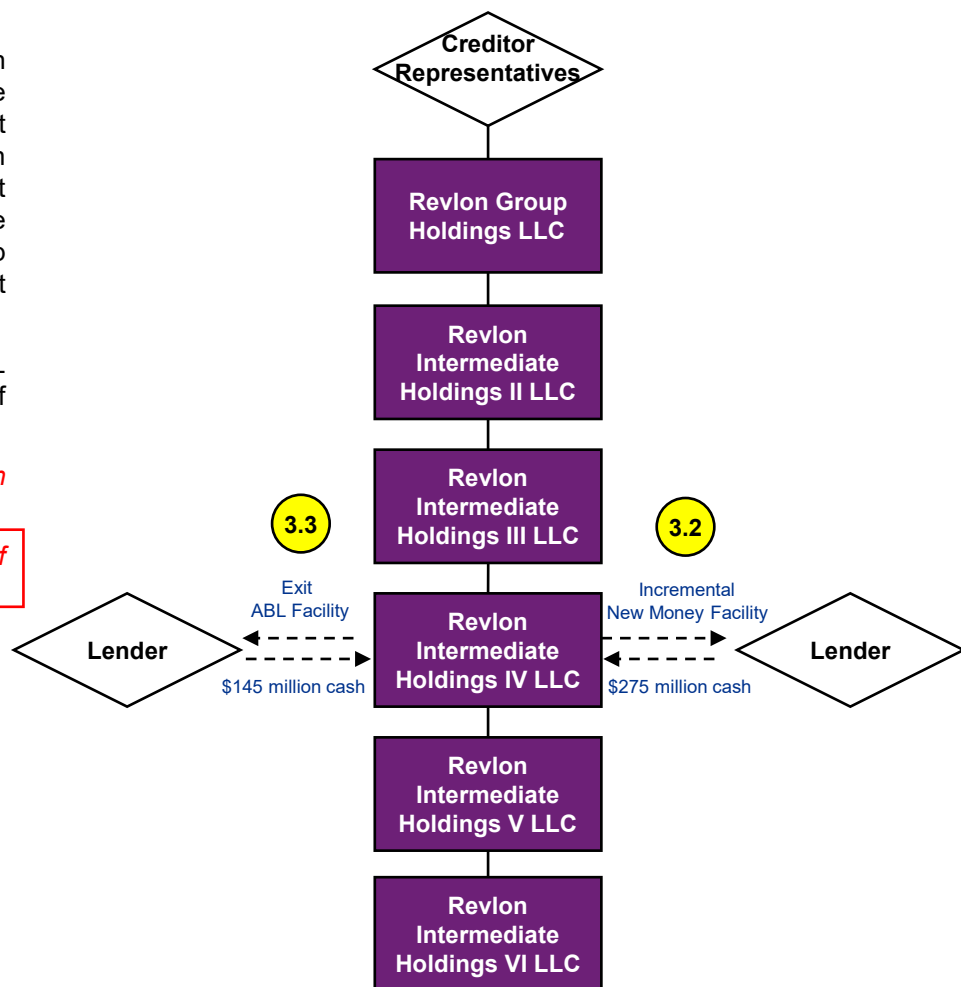 Creditor
Representatives
Revlon Group
Holdings LLC
Revlon
Intermediate
Holdings II LLC
Revlon
Intermediate
Holdings III LLC
3.3
3.2
Exit
ABL Facility
Incremental
New Money Facility
Lender
Revlon
Intermediate
Holdings IV LLC
Lender
$145 million cash
$275 million cash
Revlon
Intermediate
Holdings V LLC
Revlon
Intermediate
Holdings VI LLC